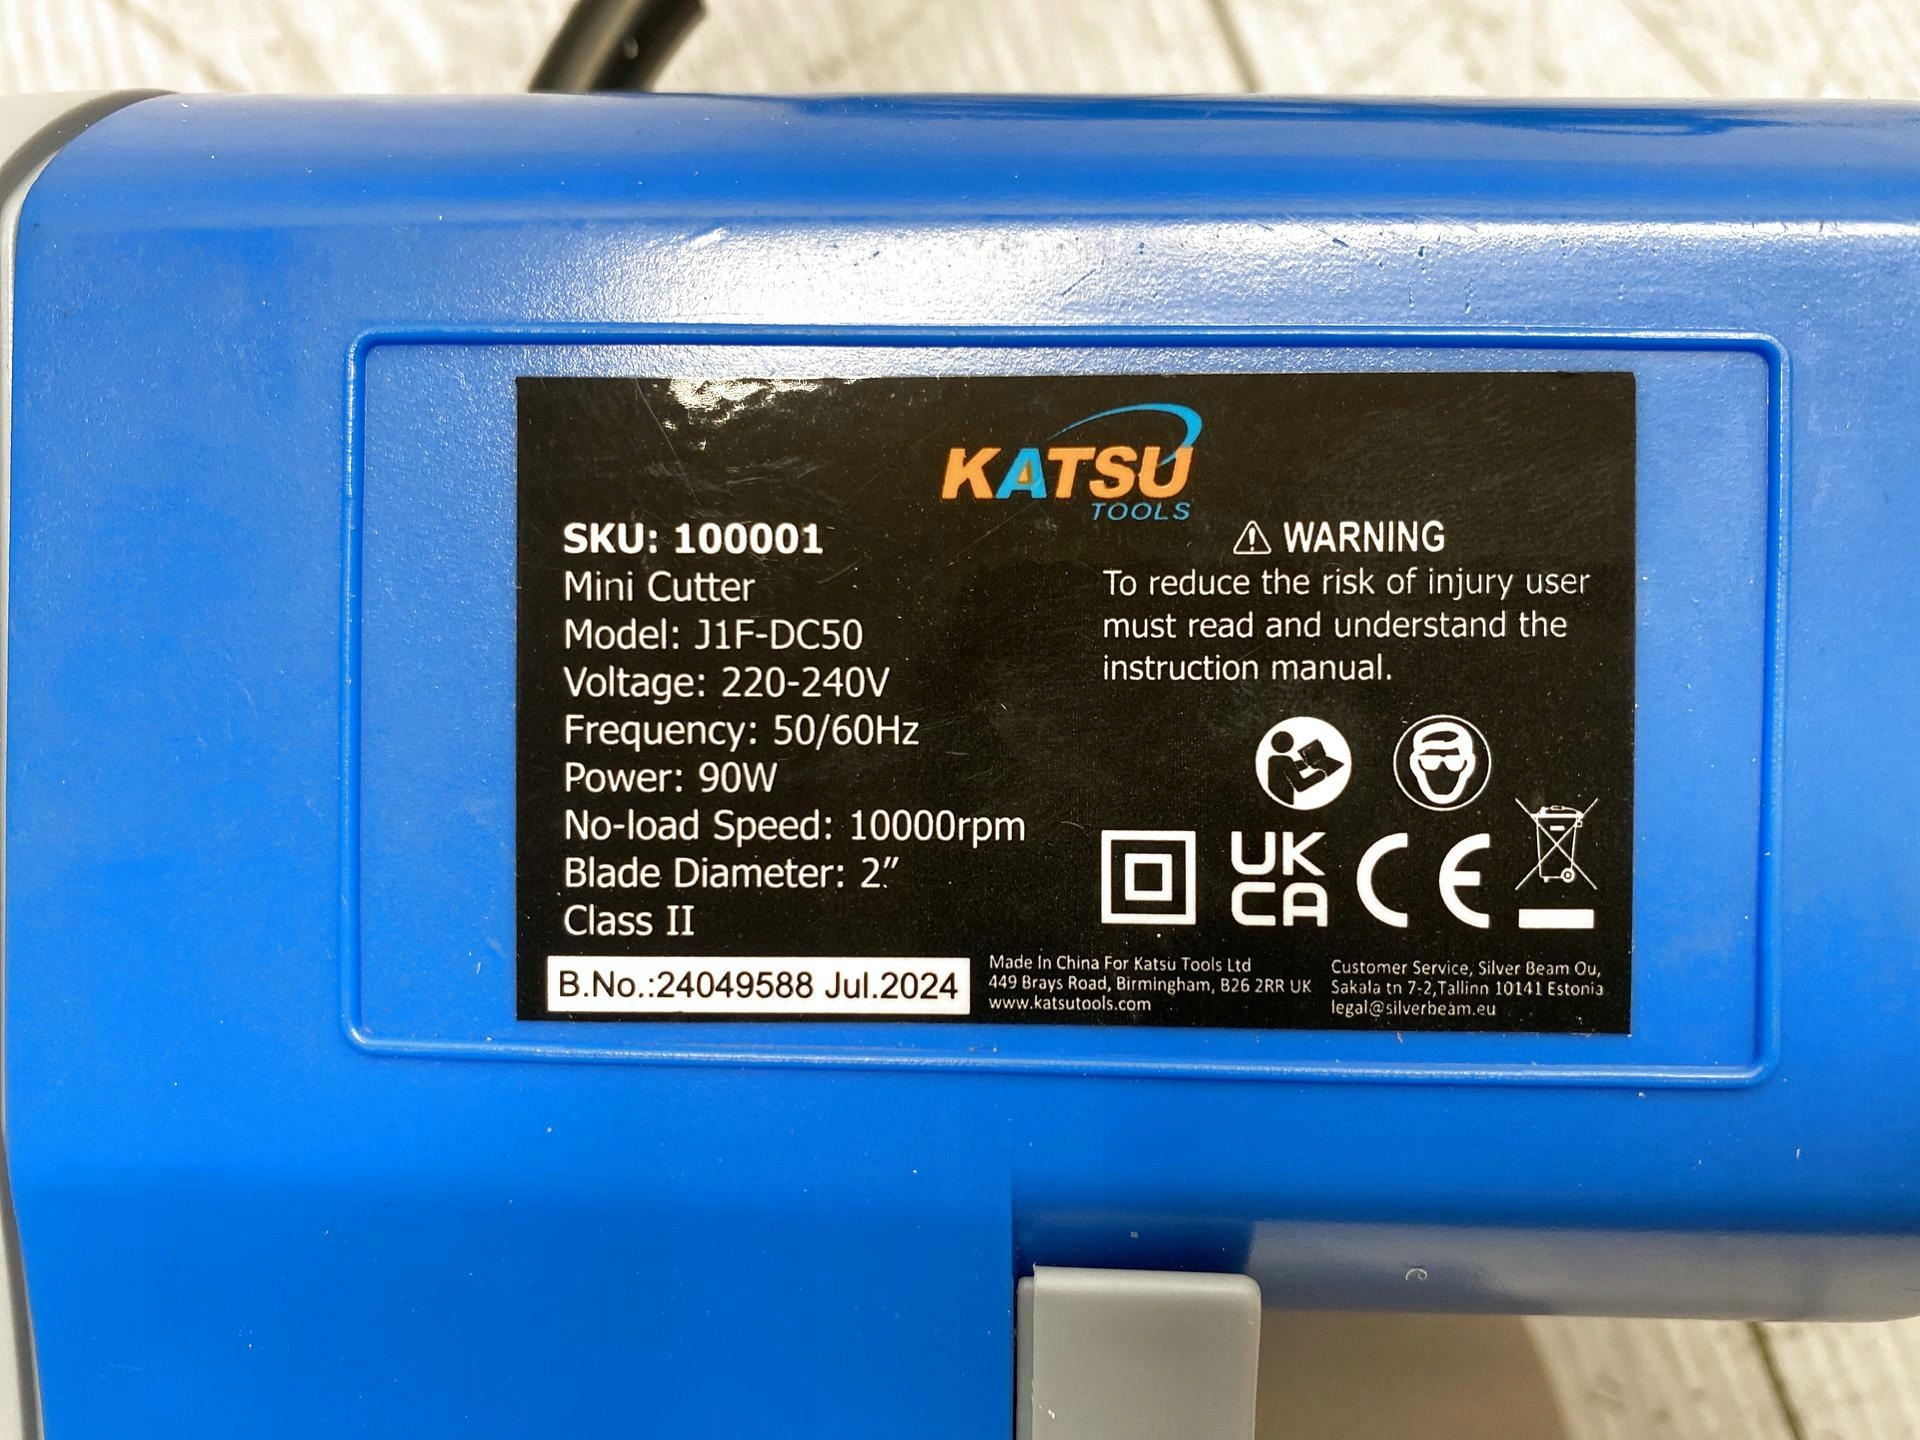 KATSU
TOOLS
SKU: 100001
Mini Cutter
Model: J1F-DC50
Voltage: 220-240V
Frequency: 50/60Hz
Power: 90W
No-load Speed: 10000rpm
Blade Diameter: 2”
Class II
B.No.:24049588 Jul.2024
WARNING
To reduce the risk of injury user
must read and understand the
instruction manual.
UK
CA
CE
Made In China For Katsu Tools Ltd
449 Brays Road, Birmingham, B26 2RR UK
www.katsutools.com
Customer Service, Silver Beam Ou,
Sakala tn 7-2,Tallinn 10141 Estonia
legal@silverbeam.eu